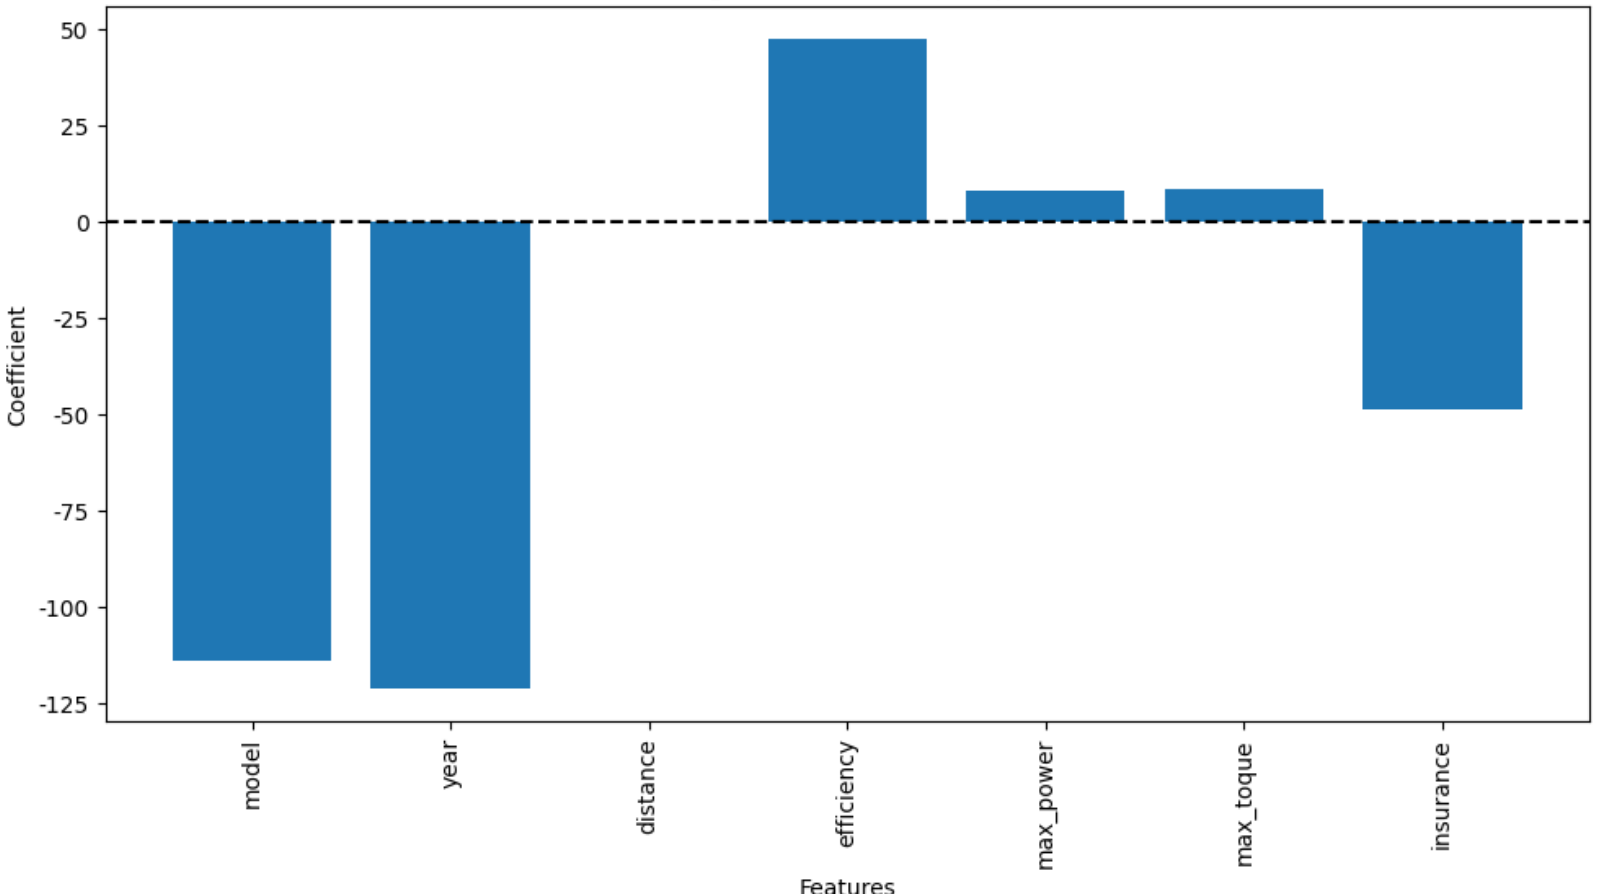 50
25
0
-25
-50
-75
-100
-125
Coefficient
model
year
distance
efficiency
max_power
max_toque
insurance
Features